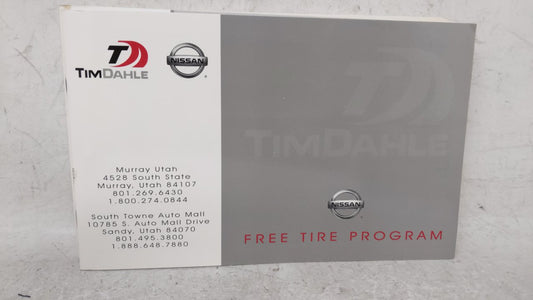 TIMDAHLE
NISSAN
Murray Utah
4528 South State
Murray, Utah 84107
801.269.6430
1.800.274.0844
South Towne Auto Mall
10785 S. Auto Mall Drive
Sandy, Utah 84070
801.495.3800
1.888.648.7880
TIMDAHLE
NISSAN
FREE TIRE PROGRAM